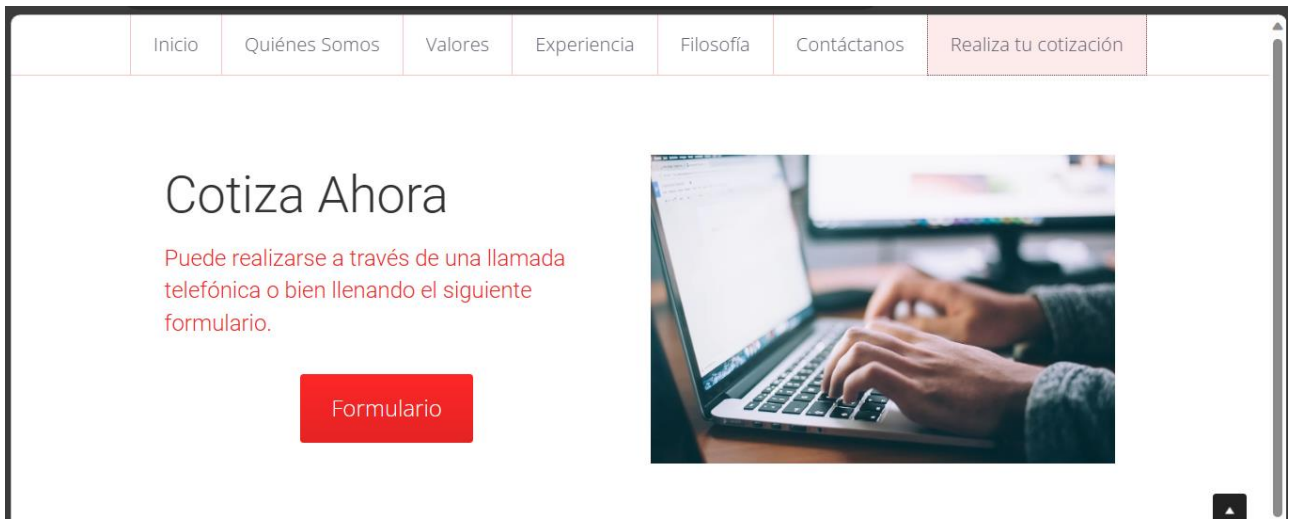 Inicio Quiénes Somos Valores Experiencia Filosofía Contáctanos Realiza tu cotización
Cotiza Ahora
Puede realizarse a través de una llamada
telefónica o bien llenando el siguiente
formulario.
Formulario